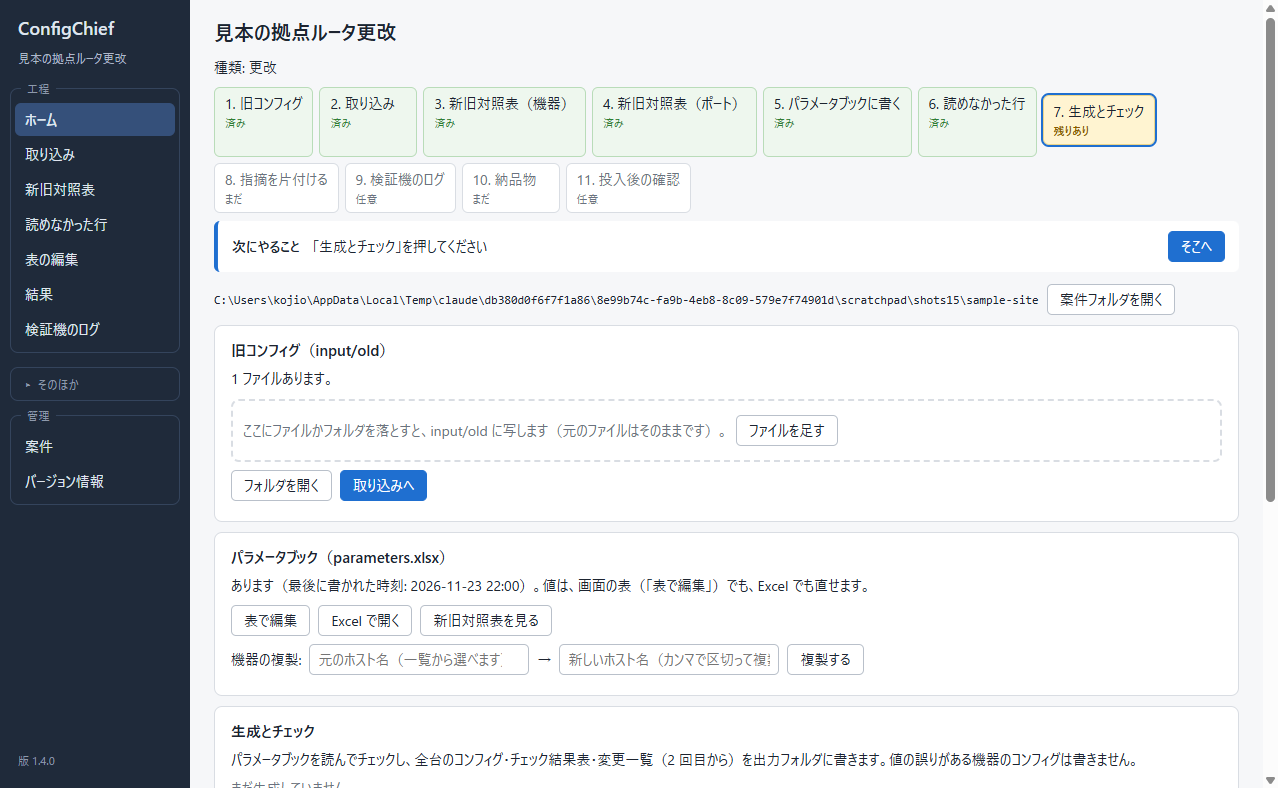 ConfigChief
見本の拠点ルータ更改
工程
ホーム
取り込み
新旧対照表
読めなかった行
表の編集
結果
検証機のログ
▸ そのほか
管理
案件
バージョン情報
版 1.4.0
見本の拠点ルータ更改
種類: 更改
1. 旧コンフィグ
済み
2. 取り込み
済み
3. 新旧対照表（機器）
済み
4. 新旧対照表（ポート）
済み
5. パラメータブックに書く
済み
6. 読めなかった行
済み
7. 生成とチェック
残りあり
8. 指摘を片付ける
まだ
9. 検証機のログ
任意
10. 納品物
まだ
11. 投入後の確認
任意
次にやること 「生成とチェック」を押してください
そこへ
C:\Users\kojio\AppData\Local\Temp\claude\db380d0f6f7f1a86\8e99b74c-fa9b-4eb8-8c09-579e7f74901d\scratchpad\shots15\sample-site
案件フォルダを開く
旧コンフィグ（input/old）
1 ファイルあります。
ここにファイルかフォルダを落とすと、input/old に写します（元のファイルはそのままです）。
ファイルを足す
フォルダを開く
取り込みへ
パラメータブック（parameters.xlsx）
あります（最後に書かれた時刻: 2026-11-23 22:00）。値は、画面の表（「表で編集」）でも、Excel でも直せます。
表で編集
Excel で開く
新旧対照表を見る
機器の複製: 元のホスト名（一覧から選べます → 新しいホスト名（カンマで区切って複 複製する
生成とチェック
パラメータブックを読んでチェックし、全台のコンフィグ・チェック結果表・変更一覧（2 回目から）を出力フォルダに書きます。値の誤りがある機器のコンフィグは書きません。